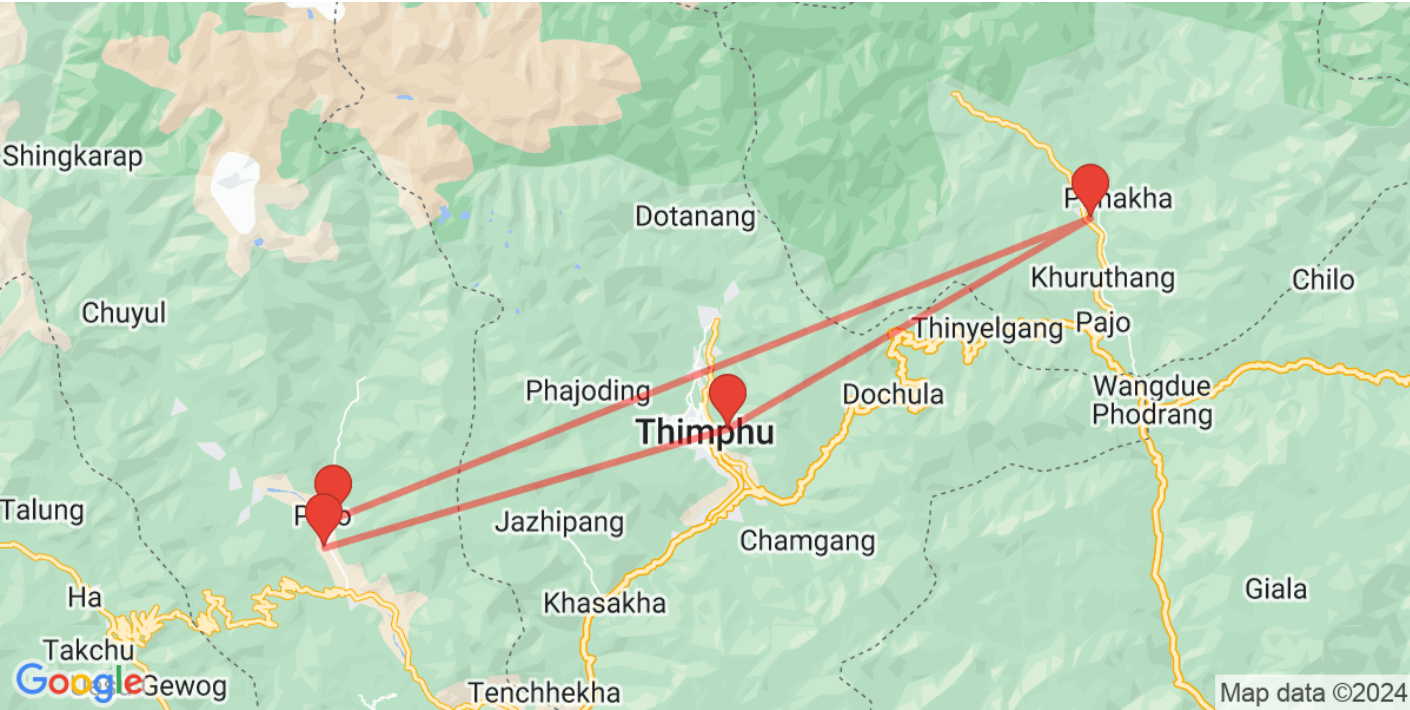 Shingkarap
Dotanang
Chuyul
Khuruthang
Chilo
Thinyelgang
Pajo
Phajoding
Dochula
Wangdue
Phodrang
Thimphu
Talung
Jazhipang
Chamgang
Ha
Khasakha
Giala
Takchu
Gewog
Google
Tenchhekha
Map data ©2024